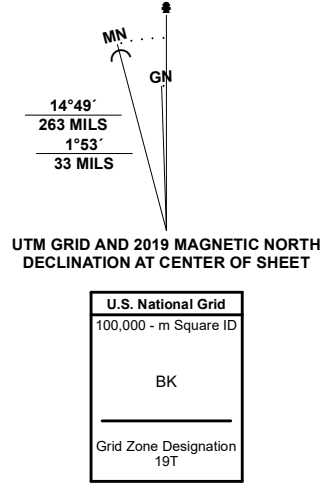 MN
GN
14°49´
263 MILS
1°53´
33 MILS
UTM GRID AND 2019 MAGNETIC NORTH
DECLINATION AT CENTER OF SHEET
U.S. National Grid
100,000 - m Square ID
BK
Grid Zone Designation
19T